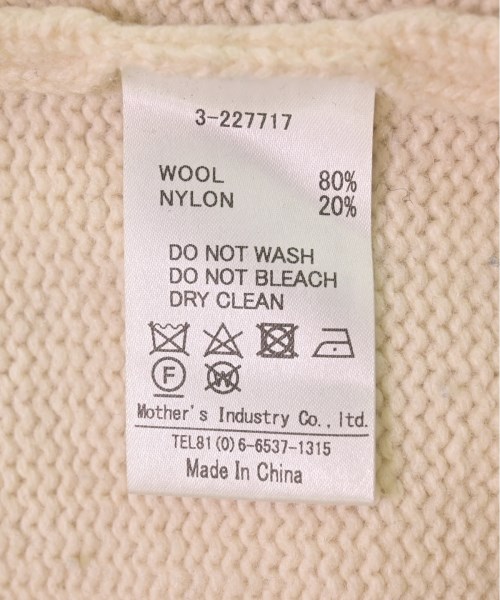 3-227717
WOOL 80%
NYLON 20%
DO NOT WASH
DO NOT BLEACH
DRY CLEAN
F W
Mother's Industry Co., ltd.
TEL81(0)6-6537-1315
Made In China